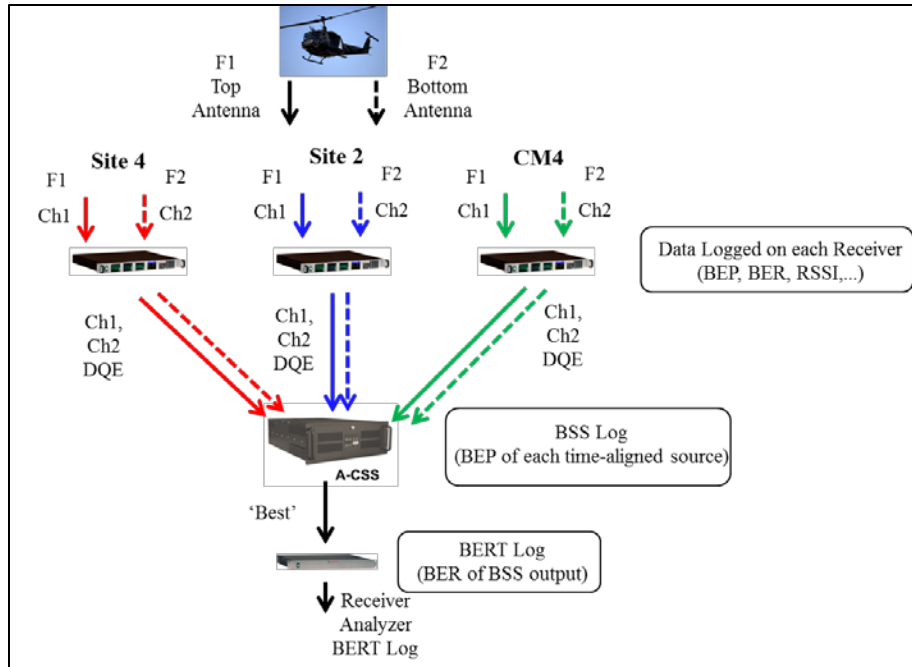 F1
Top
Antenna
F2
Bottom
Antenna
Site 4
Site 2
CM4
F1
F2
F1
F2
F1
F2
Ch1
Ch2
Ch1
Ch2
Ch1
Ch2
Data Logged on each Receiver
(BEP, BER, RSSI,...)
Ch1,
Ch2
DQE
Ch1,
Ch2
DQE
Ch1,
Ch2
DQE
A-CSS
BSS Log
(BEP of each time-aligned source)
‘Best’
BERT Log
(BER of BSS output)
Receiver
Analyzer
BERT Log